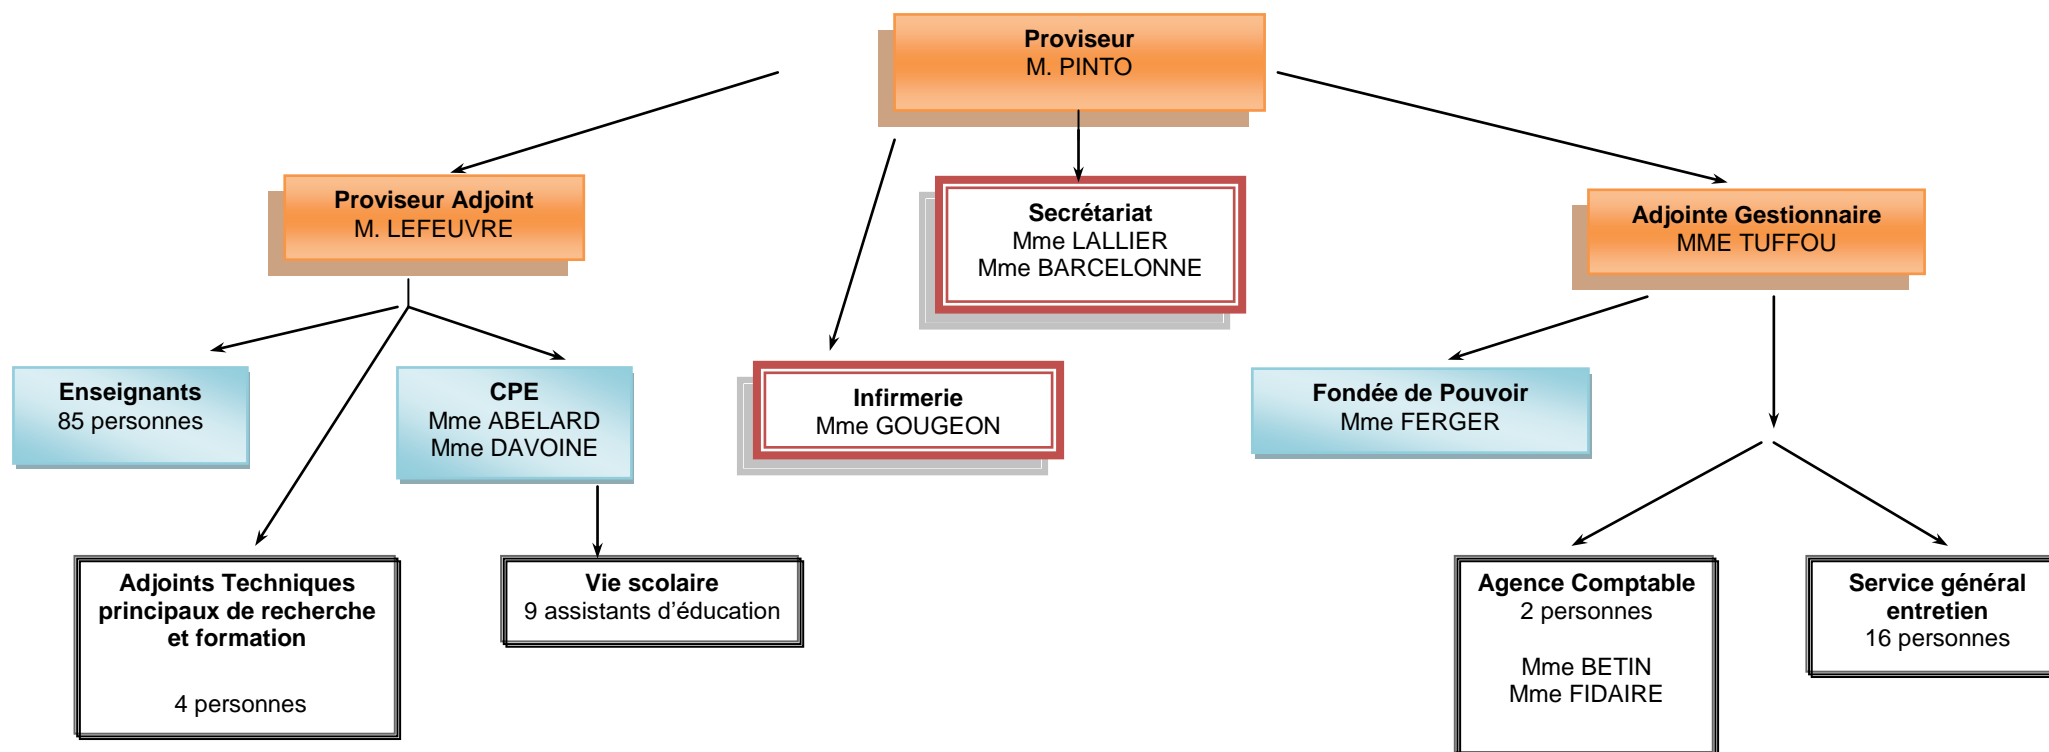 Proviseur
M. PINTO
Proviseur Adjoint
M. LEFEUVRE
Secrétariat
Mme LALLIER
Mme BARCELONNE
Adjointe Gestionnaire
MME TUFFOU
Enseignants
85 personnes
CPE
Mme ABELARD
Mme DAVOINE
Infirmerie
Mme GOUGEON
Fondée de Pouvoir
Mme FERGER
Adjoints Techniques
principaux de recherche
et formation
4 personnes
Vie scolaire
9 assistants d’éducation
Agence Comptable
2 personnes
Mme BETIN
Mme FIDAIRE
Service général
entretien
16 personnes